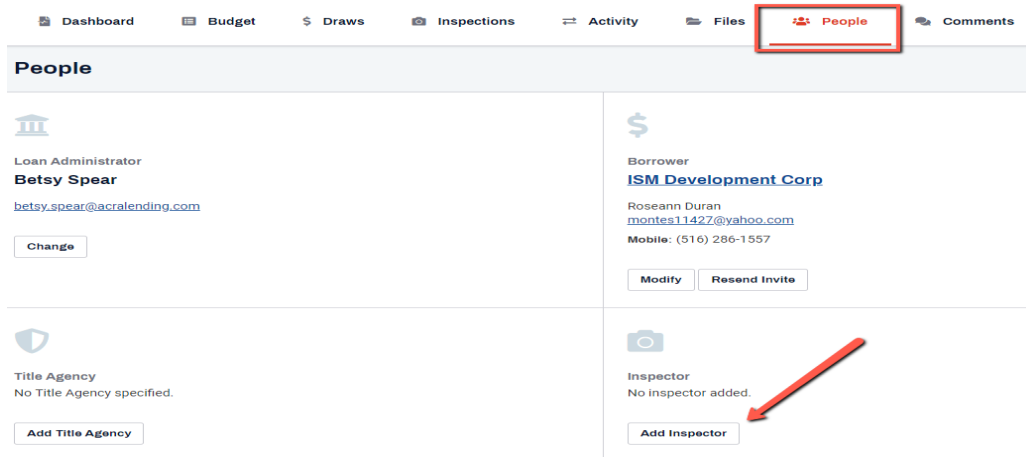 Dashboard Budget $ Draws Inspections Activity Files People Comments
People
Loan Administrator
Betsy Spear
betsy.spear@acralending.com
Change
$
Borrower
ISM Development Corp
Roseann Duran
montes11427@yahoo.com
Mobile: (516) 286-1557
Modify Resend Invite
Title Agency
No Title Agency specified.
Add Title Agency
Inspector
No inspector added.
Add Inspector